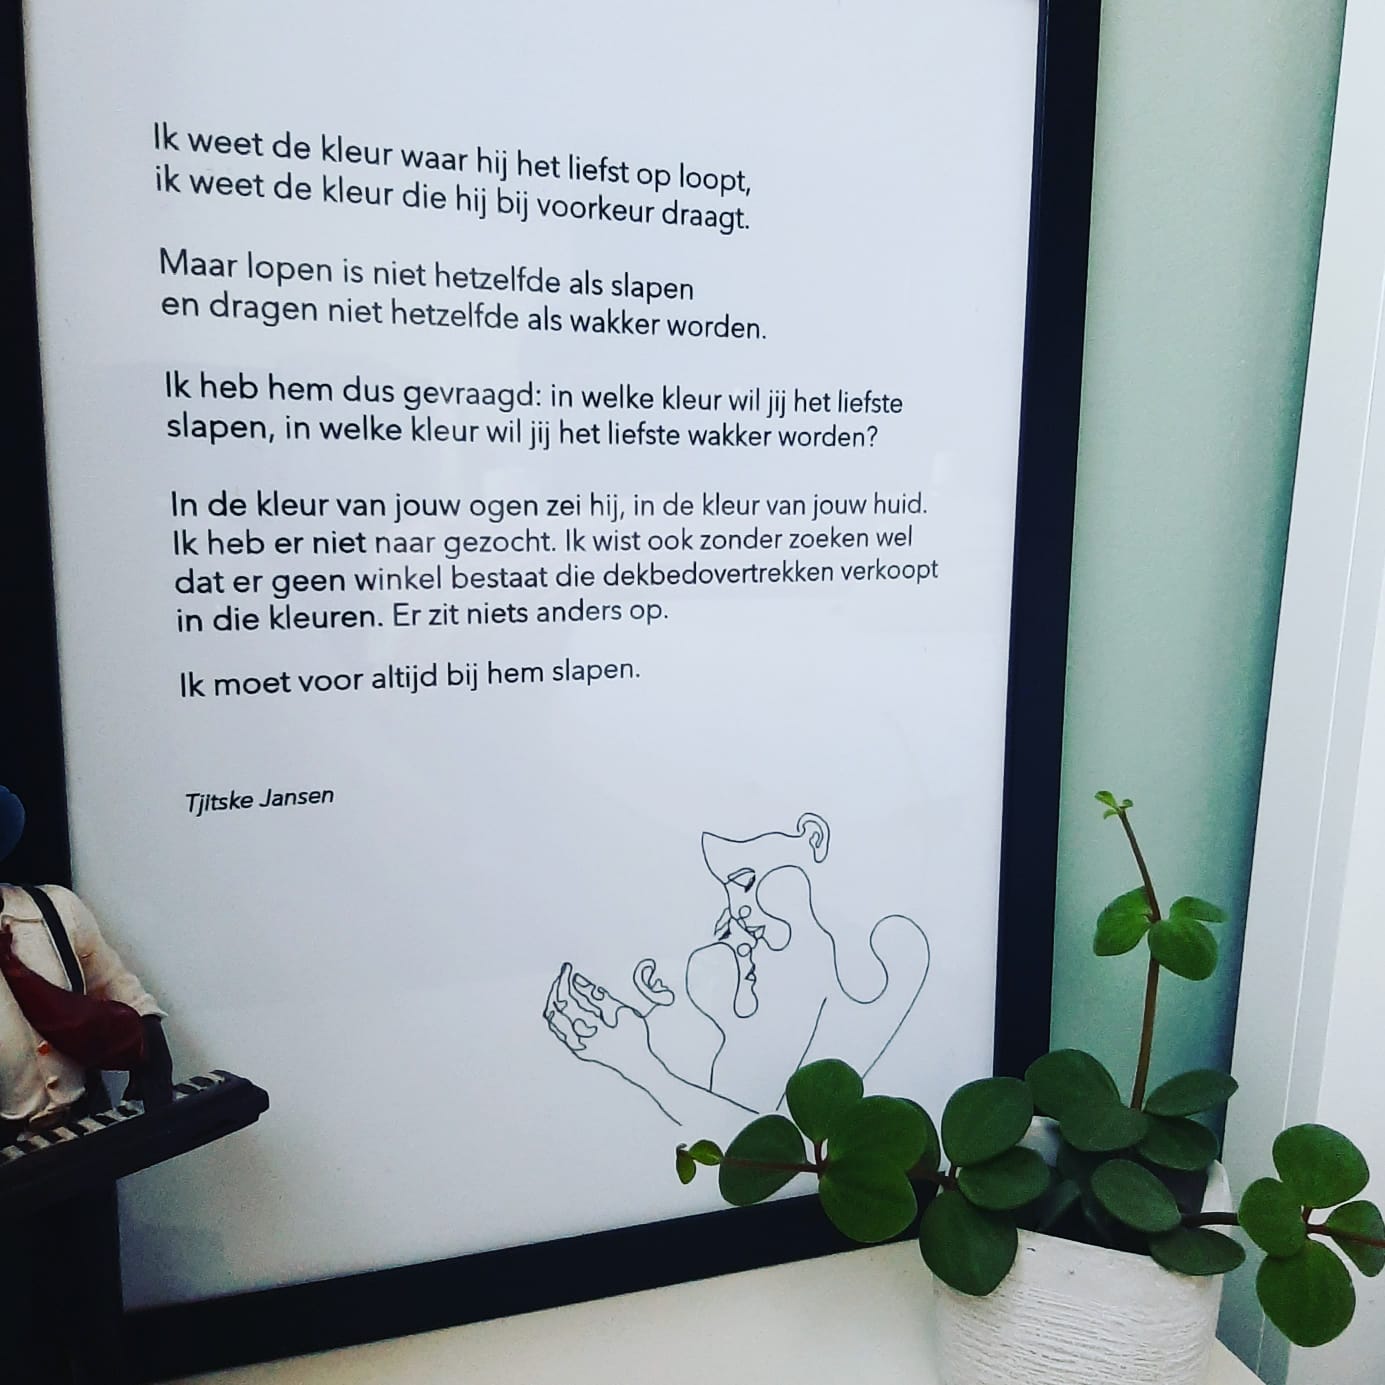 Ik weet de kleur waar hij het liefst op loopt,
ik weet de kleur die hij bij voorkeur draagt.
Maar lopen is niet hetzelfde als slapen
en dragen niet hetzelfde als wakker worden.
Ik heb hem dus gevraagd: in welke kleur wil jij het liefste
slapen, in welke kleur wil jij het liefste wakker worden?
In de kleur van jouw ogen zei hij, in de kleur van jouw huid.
Ik heb er niet naar gezocht. Ik wist ook zonder zoeken wel
dat er geen winkel bestaat die dekbedovertrekken verkoopt
in die kleuren. Er zit niets anders op.
Ik moet voor altijd bij hem slapen.
Tjitske Jansen